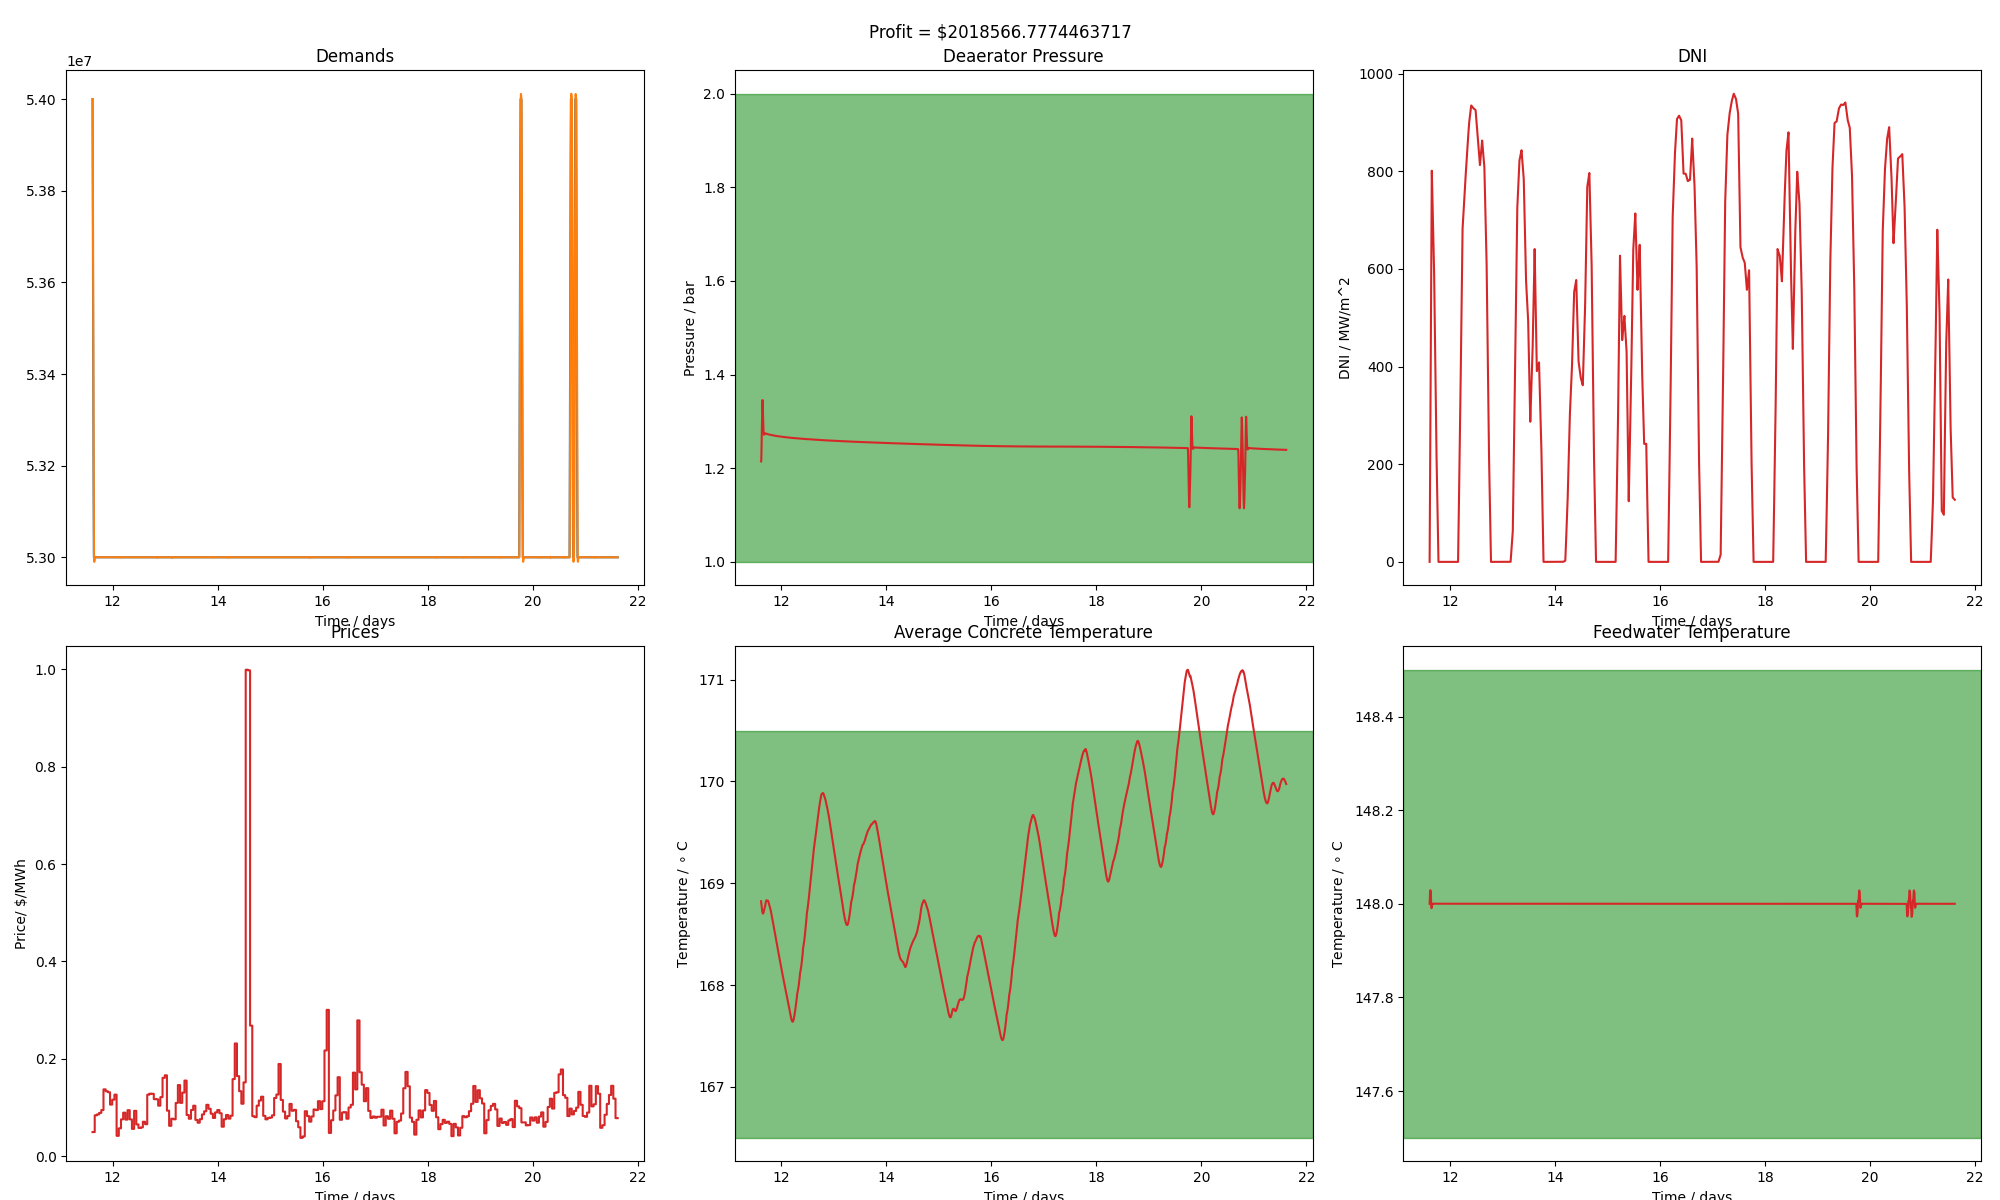 Profit = $2018566.7774463717
Demands
1e7
5.40
5.38
5.36
5.34
5.32
5.30
12 14 16 18 20 22
Time / days
Deaerator Pressure
Pressure / bar
2.0
1.8
1.6
1.4
1.2
1.0
12 14 16 18 20 22
Time / days
DNI
DNI / MW/m^2
1000
800
600
400
200
0
12 14 16 18 20 22
Time / days
Prices
Price/ $/MWh
1.0
0.8
0.6
0.4
0.2
0.0
12 14 16 18 20 22
Time / days
Average Concrete Temperature
Temperature / ∘ C
171
170
169
168
167
12 14 16 18 20 22
Time / days
Feedwater Temperature
Temperature / ∘ C
148.4
148.2
148.0
147.8
147.6
12 14 16 18 20 22
Time / days